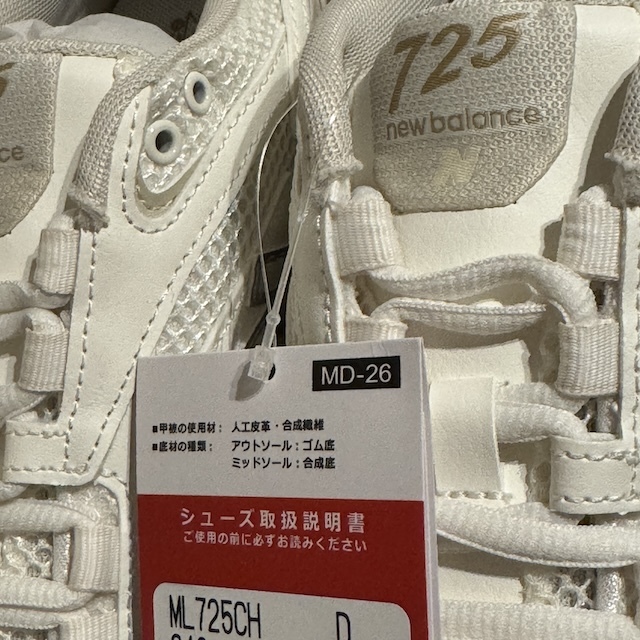 725
new balance
N
MD-26
■甲被の使用材: 人工皮革・合成繊維
■底材の種類: アウトソール:ゴム底
ミッドソール:合成底
シューズ取扱説明書
ご使用の前に必ずお読みください
ML725CH D